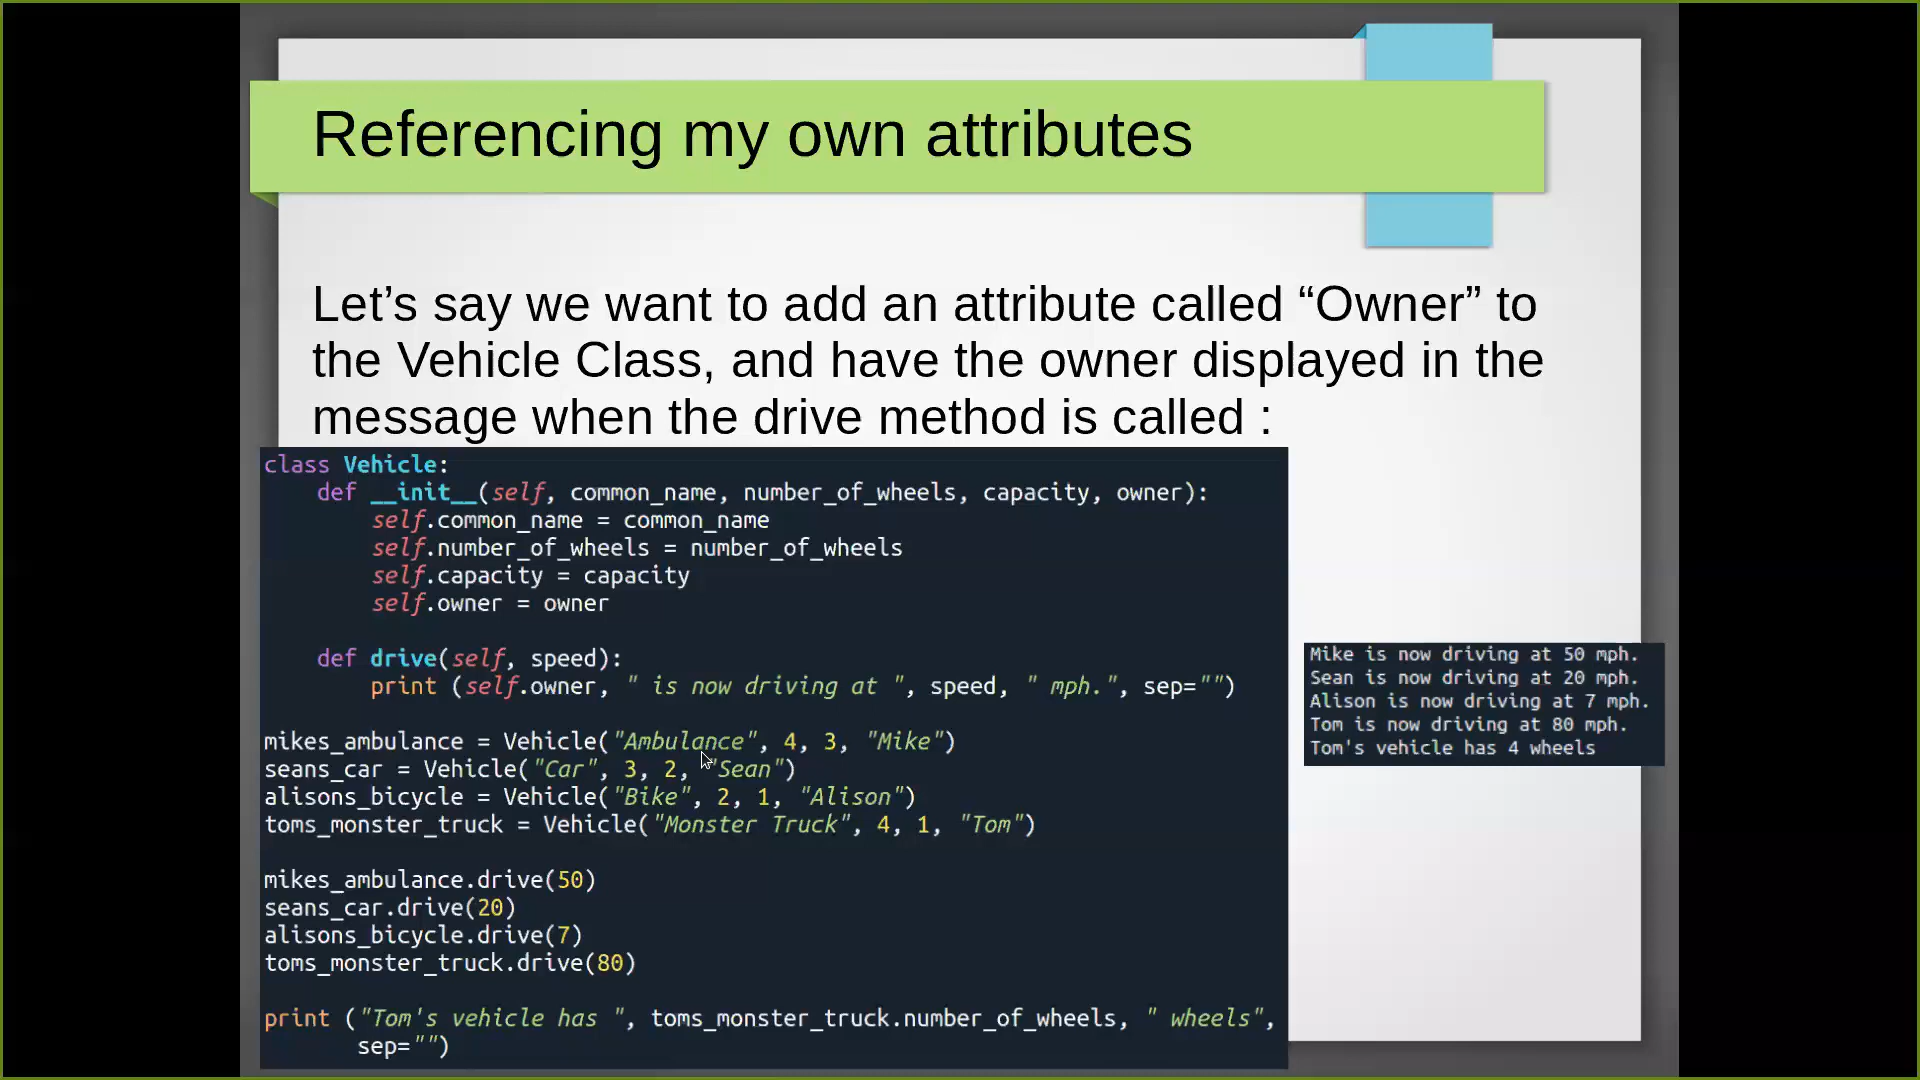 Referencing my own attributes
Let’s say we want to add an attribute called “Owner” to
the Vehicle Class, and have the owner displayed in the
message when the drive method is called :
class Vehicle:
    def __init__(self, common_name, number_of_wheels, capacity, owner):
        self.common_name = common_name
        self.number_of_wheels = number_of_wheels
        self.capacity = capacity
        self.owner = owner
    def drive(self, speed):
        print (self.owner, " is now driving at ", speed, " mph.", sep="")
mikes_ambulance = Vehicle("Ambulance", 4, 3, "Mike")
seans_car = Vehicle("Car", 3, 2, "Sean")
alisons_bicycle = Vehicle("Bike", 2, 1, "Alison")
toms_monster_truck = Vehicle("Monster Truck", 4, 1, "Tom")
mikes_ambulance.drive(50)
seans_car.drive(20)
alisons_bicycle.drive(7)
toms_monster_truck.drive(80)
print ("Tom's vehicle has ", toms_monster_truck.number_of_wheels, " wheels",
       sep="")
Mike is now driving at 50 mph.
Sean is now driving at 20 mph.
Alison is now driving at 7 mph.
Tom is now driving at 80 mph.
Tom's vehicle has 4 wheels